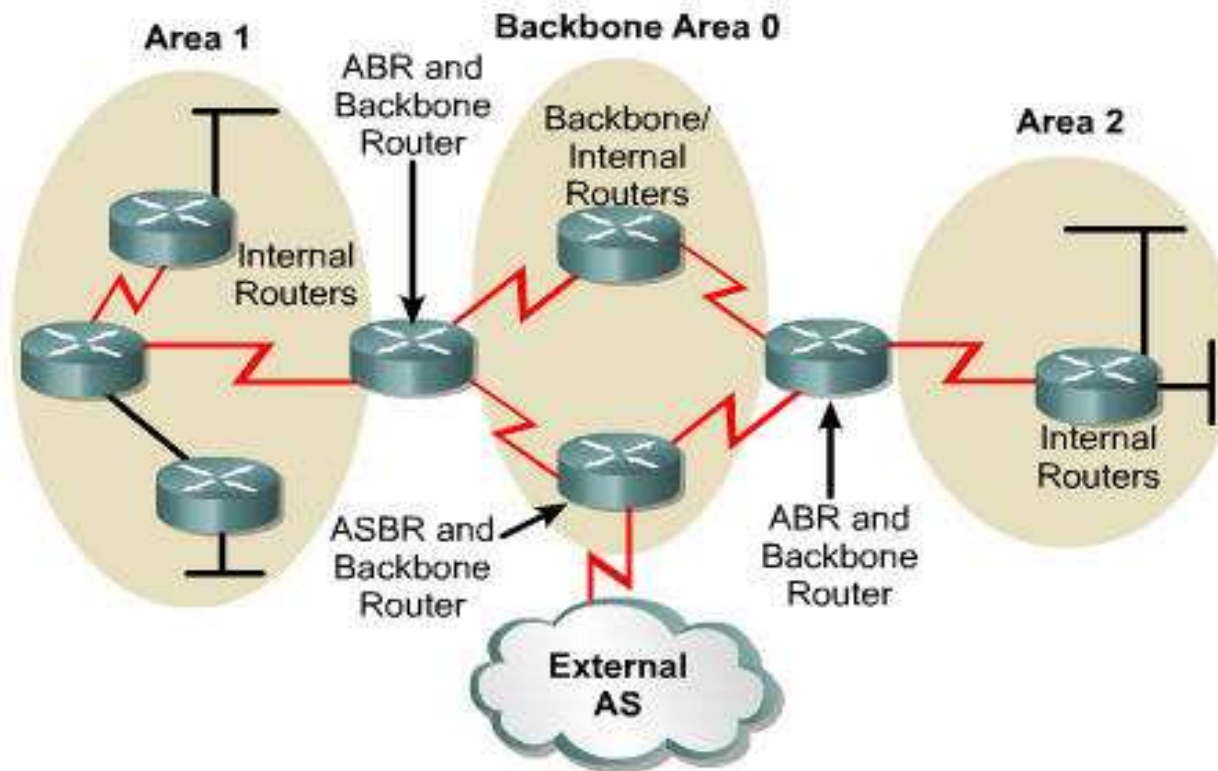 Area 1
Backbone Area 0
ABR and
Backbone
Router
Backbone/
Internal
Routers
Area 2
Internal
Routers
Internal
Routers
ASBR and
Backbone
Router
ABR and
Backbone
Router
External
AS